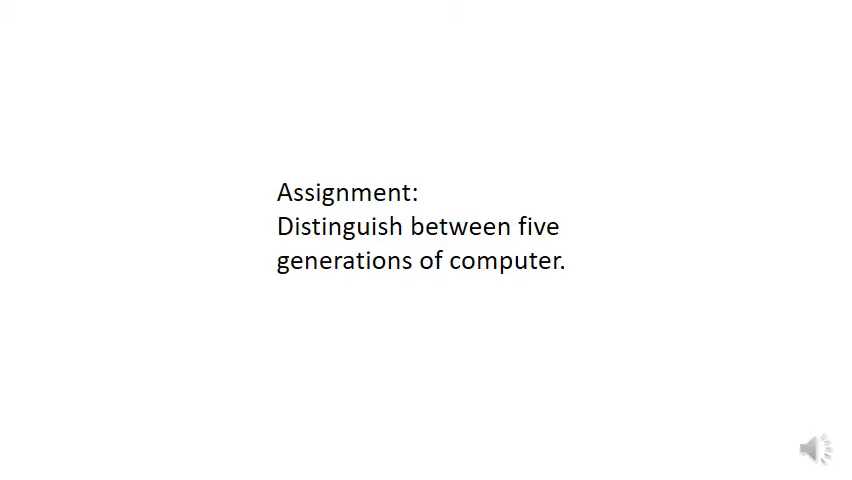 Assignment:
Distinguish between five
generations of computer.